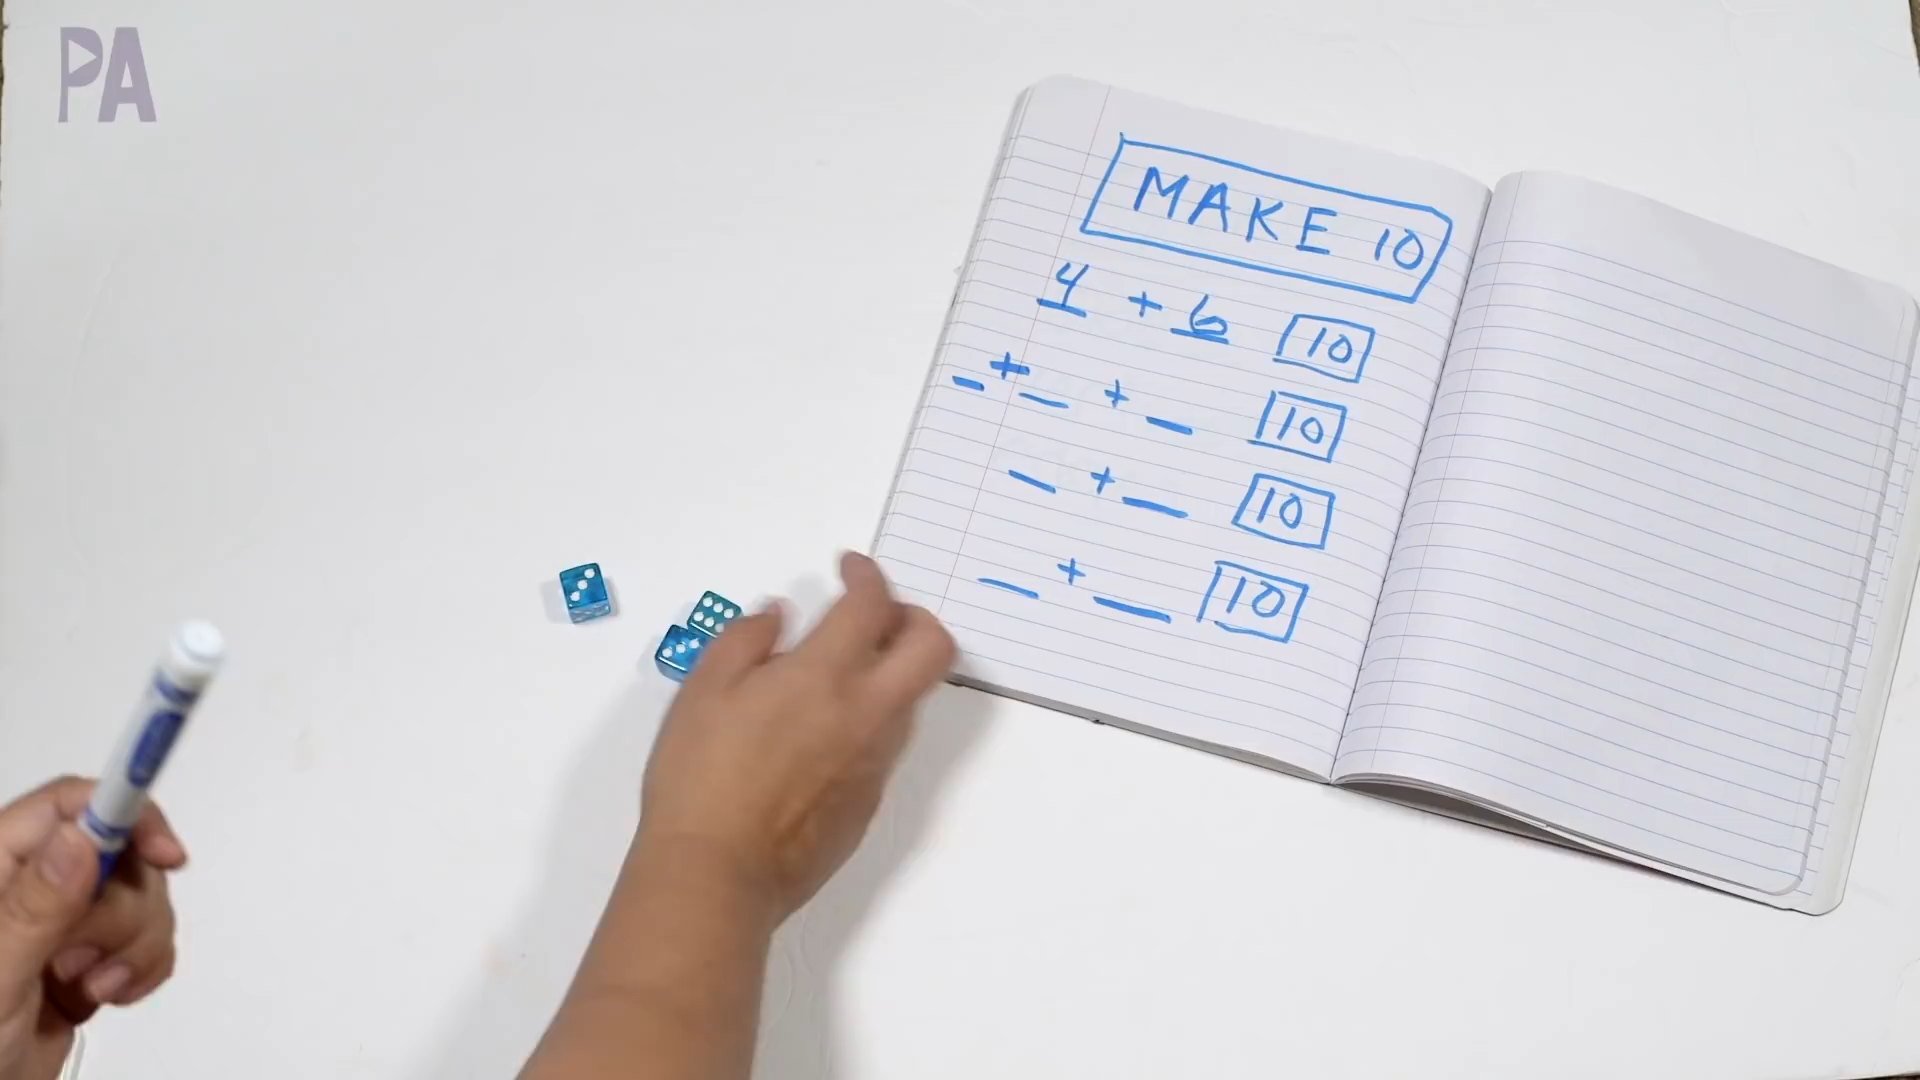 PA
MAKE 10
4 + 6 10
_ + _ + _ 10
_ + _ 10
_ + _ 10